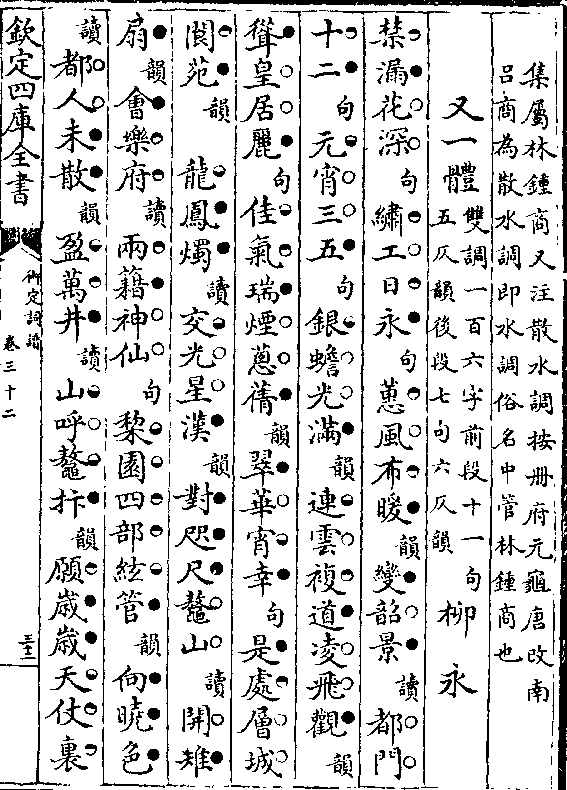 集屬林鍾商又注散水調按册府元龜唐改南
呂商為散水調即水調俗名中管林鍾商也
又一體 雙調一百六字前段十一句
五仄韻後段七句六仄韻 柳永
禁漏花深句繡工日永句蕙風布暖韻變韶景讀都門
十二句元宵三五句銀蟾光滿韻連雲複道凌飛觀韻
聳皇居麗句佳氣瑞煙蔥蒨韻翠華宵幸句是處層城
閬苑韻 龍鳳燭讀交光星漢韻對咫尺鼇山讀開雉
扇韻會樂府讀兩籍神仙句棃園四部絃管韻向曉色
讀都人未散韻盈萬井讀山呼鼇抃韻願歲歲天仗裏
欽定四庫全書
御定詞譜
卷三十二